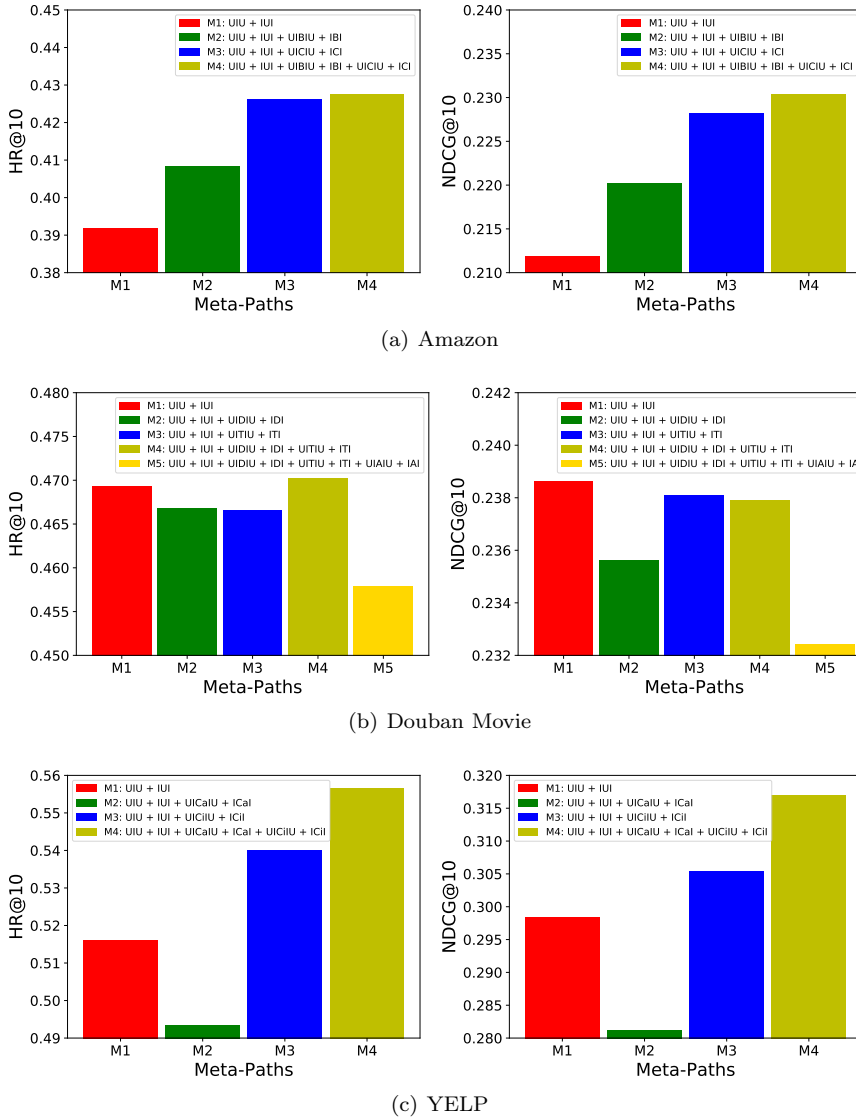 M1: UIU + IUI
M2: UIU + IUI + UIBIU + IBI
M3: UIU + IUI + UICIU + ICI
M4: UIU + IUI + UIBIU + IBI + UICIU + ICI
HR@10
0.45
0.44
0.43
0.42
0.41
0.40
0.39
0.38
M1 M2 M3 M4
Meta-Paths
M1: UIU + IUI
M2: UIU + IUI + UIBIU + IBI
M3: UIU + IUI + UICIU + ICI
M4: UIU + IUI + UIBIU + IBI + UICIU + ICI
NDCG@10
0.240
0.235
0.230
0.225
0.220
0.215
0.210
M1 M2 M3 M4
Meta-Paths
(a) Amazon
M1: UIU + IUI
M2: UIU + IUI + UIDIU + IDI
M3: UIU + IUI + UITIU + ITI
M4: UIU + IUI + UIDIU + IDI + UITIU + ITI
M5: UIU + IUI + UIDIU + IDI + UITIU + ITI + UIAIU + IAI
HR@10
0.480
0.475
0.470
0.465
0.460
0.455
0.450
M1 M2 M3 M4 M5
Meta-Paths
M1: UIU + IUI
M2: UIU + IUI + UIDIU + IDI
M3: UIU + IUI + UITIU + ITI
M4: UIU + IUI + UIDIU + IDI + UITIU + ITI
M5: UIU + IUI + UIDIU + IDI + UITIU + ITI + UIAIU + IA
NDCG@10
0.242
0.240
0.238
0.236
0.234
0.232
M1 M2 M3 M4 M5
Meta-Paths
(b) Douban Movie
M1: UIU + IUI
M2: UIU + IUI + UICaIU + ICaI
M3: UIU + IUI + UICiIU + ICiI
M4: UIU + IUI + UICaIU + ICaI + UICiIU + ICiI
HR@10
0.56
0.55
0.54
0.53
0.52
0.51
0.50
0.49
M1 M2 M3 M4
Meta-Paths
M1: UIU + IUI
M2: UIU + IUI + UICaIU + ICaI
M3: UIU + IUI + UICiIU + ICiI
M4: UIU + IUI + UICaIU + ICaI + UICiIU + ICiI
NDCG@10
0.320
0.315
0.310
0.305
0.300
0.295
0.290
0.285
0.280
M1 M2 M3 M4
Meta-Paths
(c) YELP